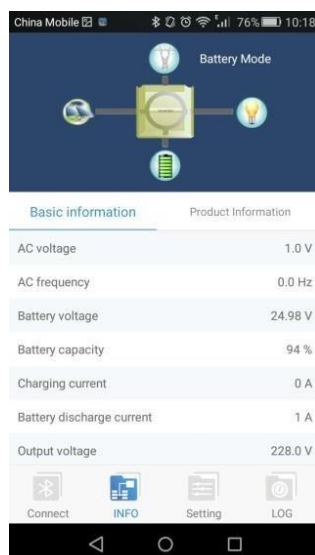 China Mobile 76% 10:18
Battery Mode
Basic information Product Information
AC voltage 1.0 V
AC frequency 0.0 Hz
Battery voltage 24.98 V
Battery capacity 94 %
Charging current 0 A
Battery discharge current 1 A
Output voltage 228.0 V
Connect INFO Setting LOG